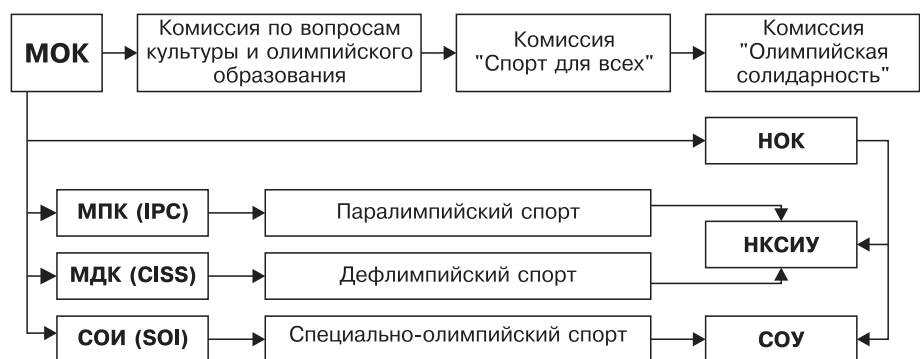 МОК
Комиссия по вопросам
культуры и олимпийского
образования
Комиссия
"Спорт для всех"
Комиссия
"Олимпийская
солидарность"
НОК
МПК (IPC)
Паралимпийский спорт
НКСИУ
МДК (CISS)
Дефлимпийский спорт
СОИ (SOI)
Специально-олимпийский спорт
СОУ